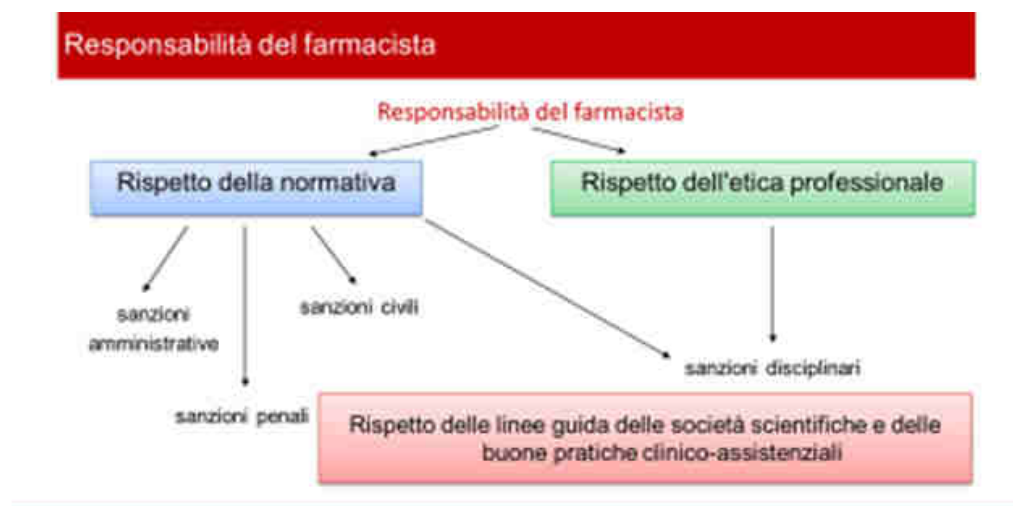 Responsabilità del farmacista
Responsabilità del farmacista
Rispetto della normativa
Rispetto dell'etica professionale
sanzioni
amministrative
sanzioni civili
sanzioni disciplinari
sanzioni penali
Rispetto delle linee guida delle società scientifiche e delle
buone pratiche clinico-assistenziali